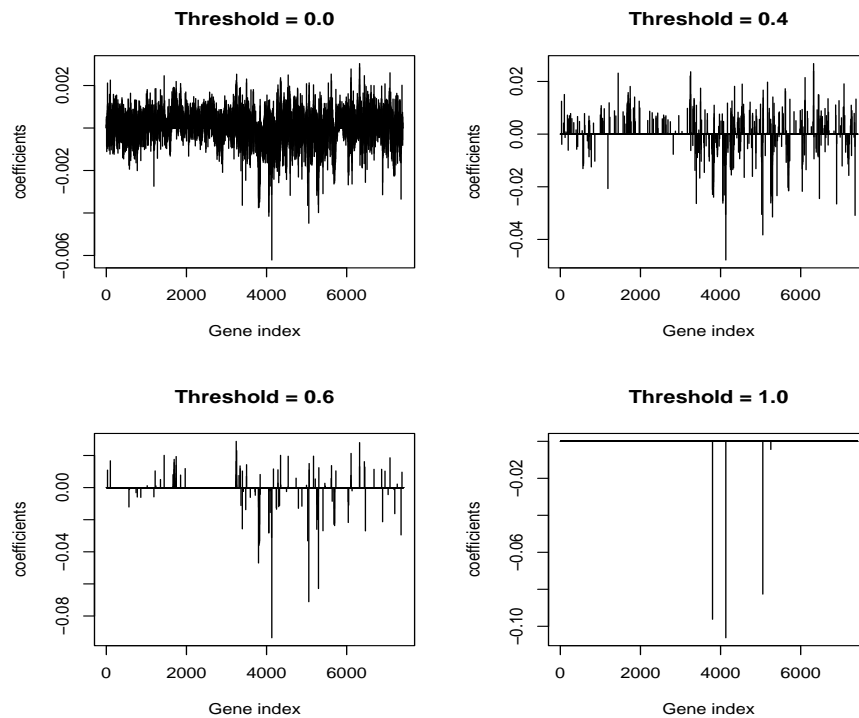 Threshold = 0.0
coefficients
0.002
−0.002
−0.006
0 2000 4000 6000
Gene index
Threshold = 0.4
coefficients
0.02
0.00
−0.02
−0.04
0 2000 4000 6000
Gene index
Threshold = 0.6
coefficients
0.00
−0.04
−0.08
0 2000 4000 6000
Gene index
Threshold = 1.0
coefficients
−0.02
−0.06
−0.10
0 2000 4000 6000
Gene index